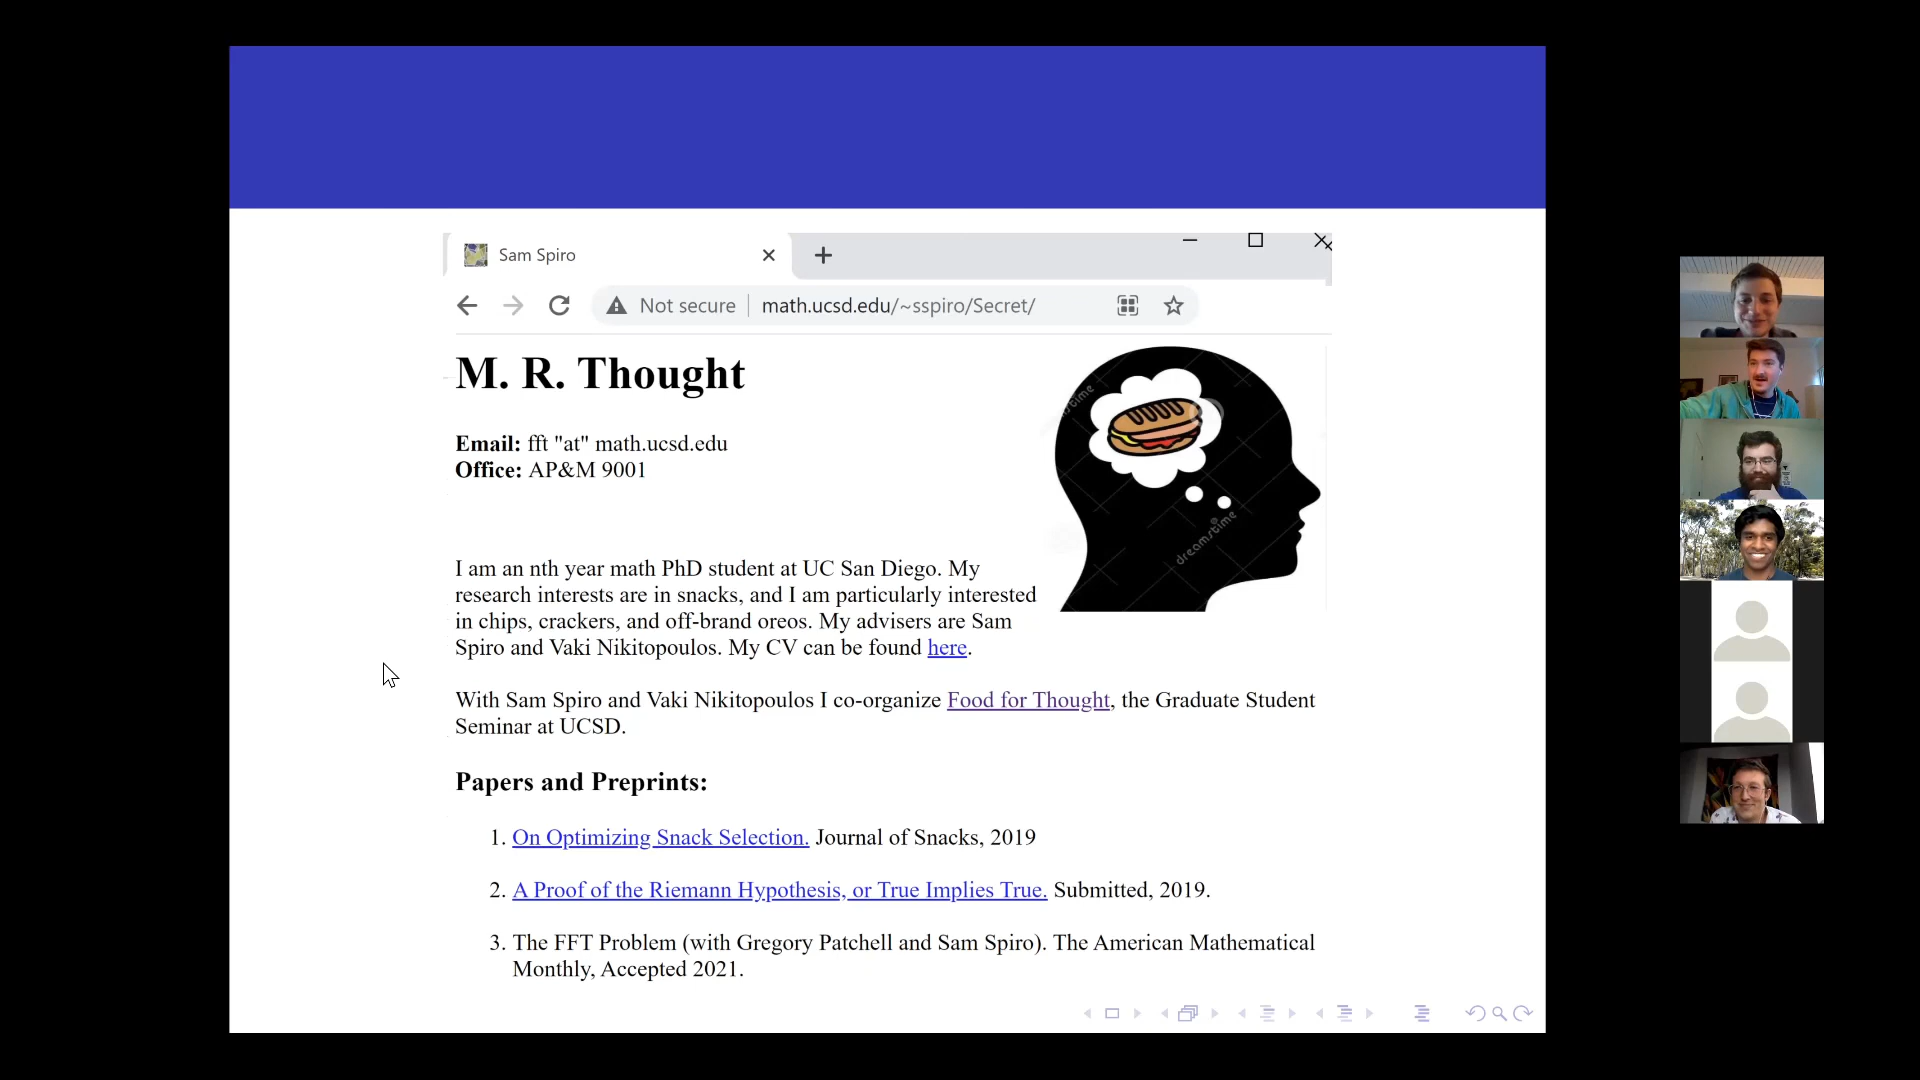 Sam Spiro
Not secure math.ucsd.edu/~sspiro/Secret/
M. R. Thought
Email: fft "at" math.ucsd.edu
Office: AP&M 9001
dreamstime
I am an nth year math PhD student at UC San Diego. My
research interests are in snacks, and I am particularly interested
in chips, crackers, and off-brand oreos. My advisers are Sam
Spiro and Vaki Nikitopoulos. My CV can be found here.
With Sam Spiro and Vaki Nikitopoulos I co-organize Food for Thought, the Graduate Student
Seminar at UCSD.
Papers and Preprints:
1. On Optimizing Snack Selection. Journal of Snacks, 2019
2. A Proof of the Riemann Hypothesis, or True Implies True. Submitted, 2019.
3. The FFT Problem (with Gregory Patchell and Sam Spiro). The American Mathematical
Monthly, Accepted 2021.